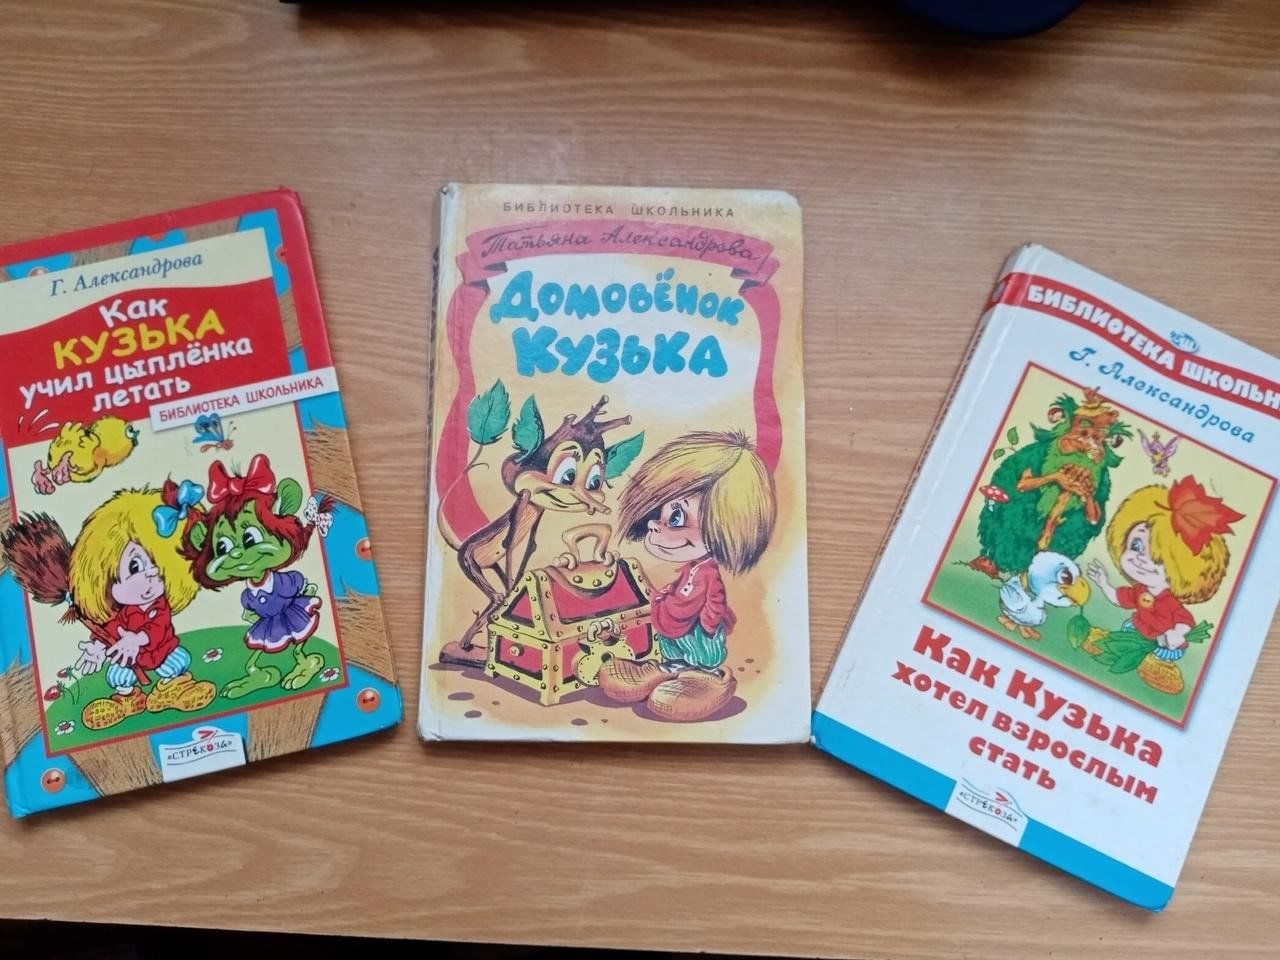 Г. Александрова
Как
КУЗЬКА
учил цыплёнка
летать
БИБЛИОТЕКА ШКОЛЬНИКА
«СТРЕКОЗА»
БИБЛИОТЕКА ШКОЛЬНИКА
Татьяна Александрова
ДОМОВЁНОК
КУЗЬКА
БИБЛИОТЕКА ШКОЛЬН
Г. Александрова
Как Кузька
хотел взрослым
стать
«СТРЕКОЗА»